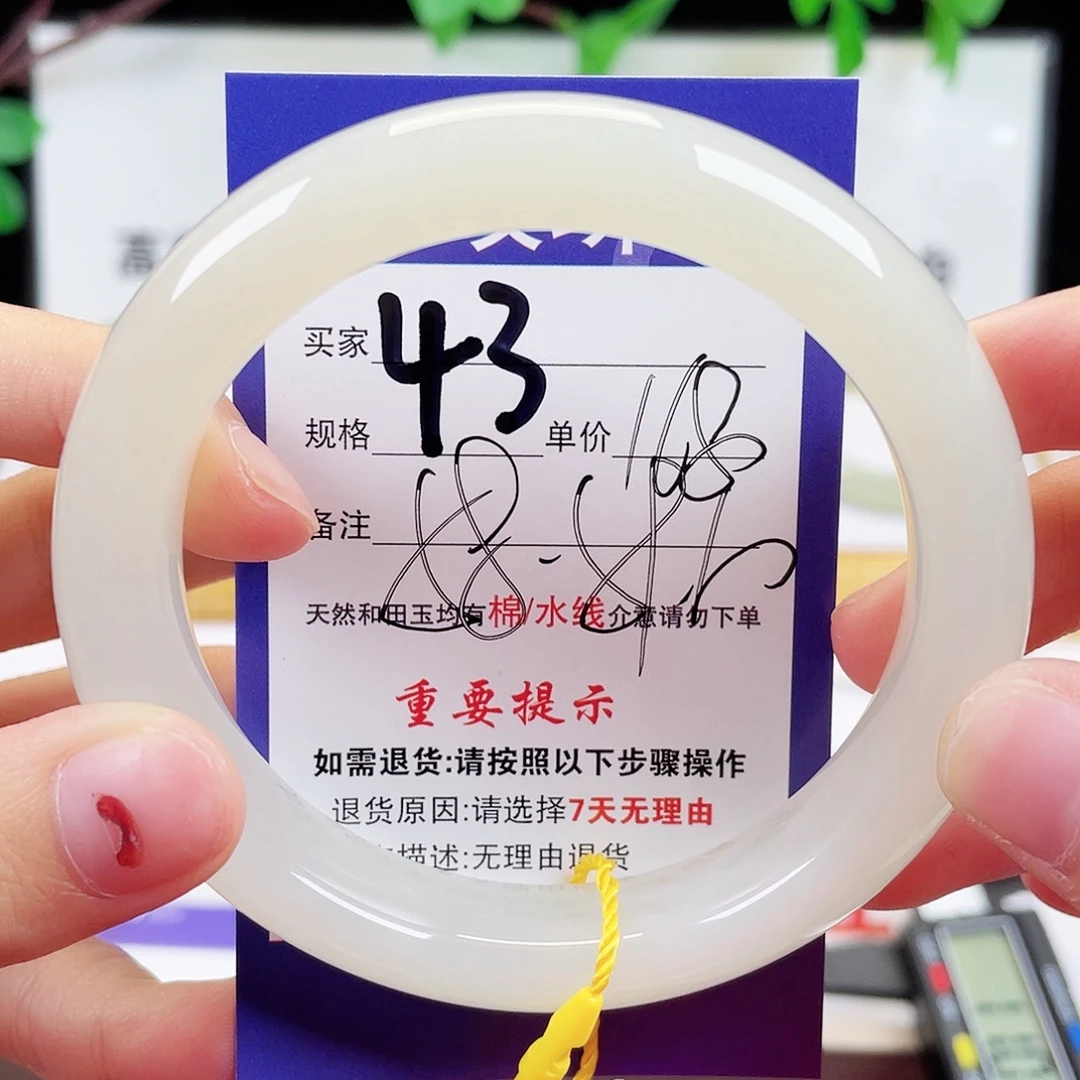 买家 43
规格 单价 168
备注 58-
天然和田玉均有棉/水线介意请勿下单
重要提示
如需退货:请按照以下步骤操作
退货原因:请选择7天无理由
描述:无理由退货